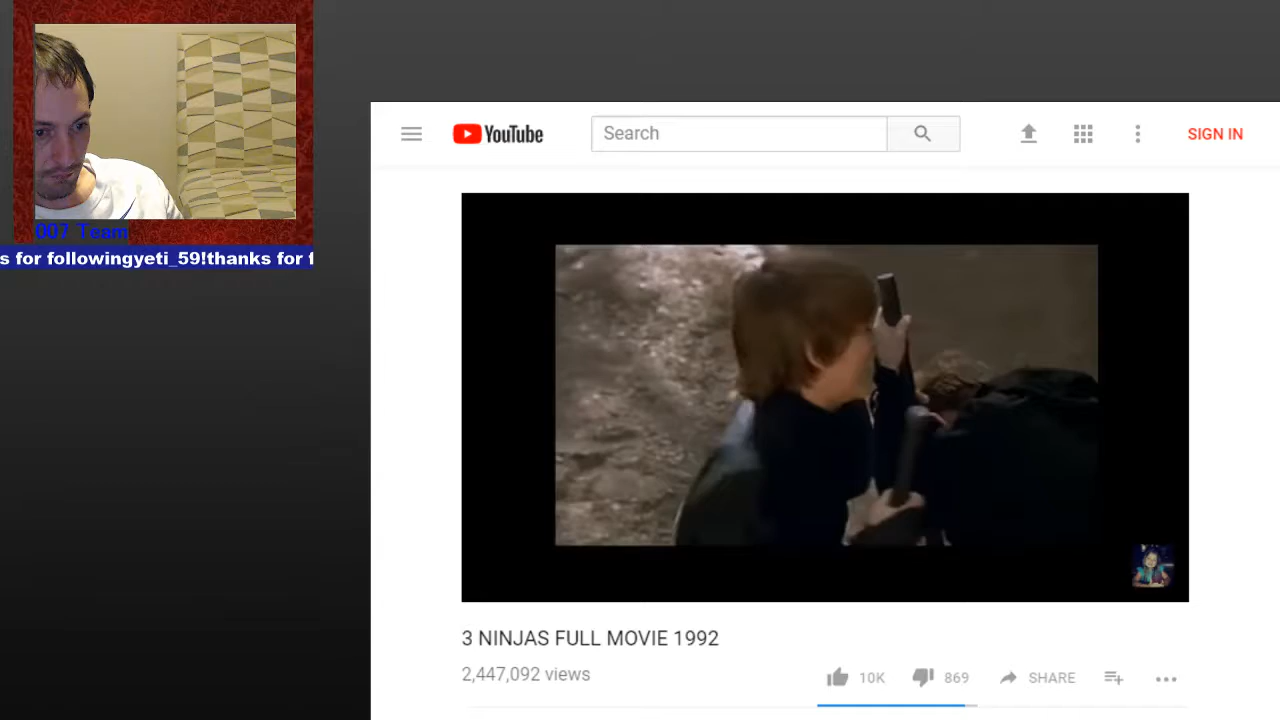 007 Team
s for followingyeti_59!thanks for f
YouTube
Search
SIGN IN
3 NINJAS FULL MOVIE 1992
2,447,092 views
10K
869
SHARE